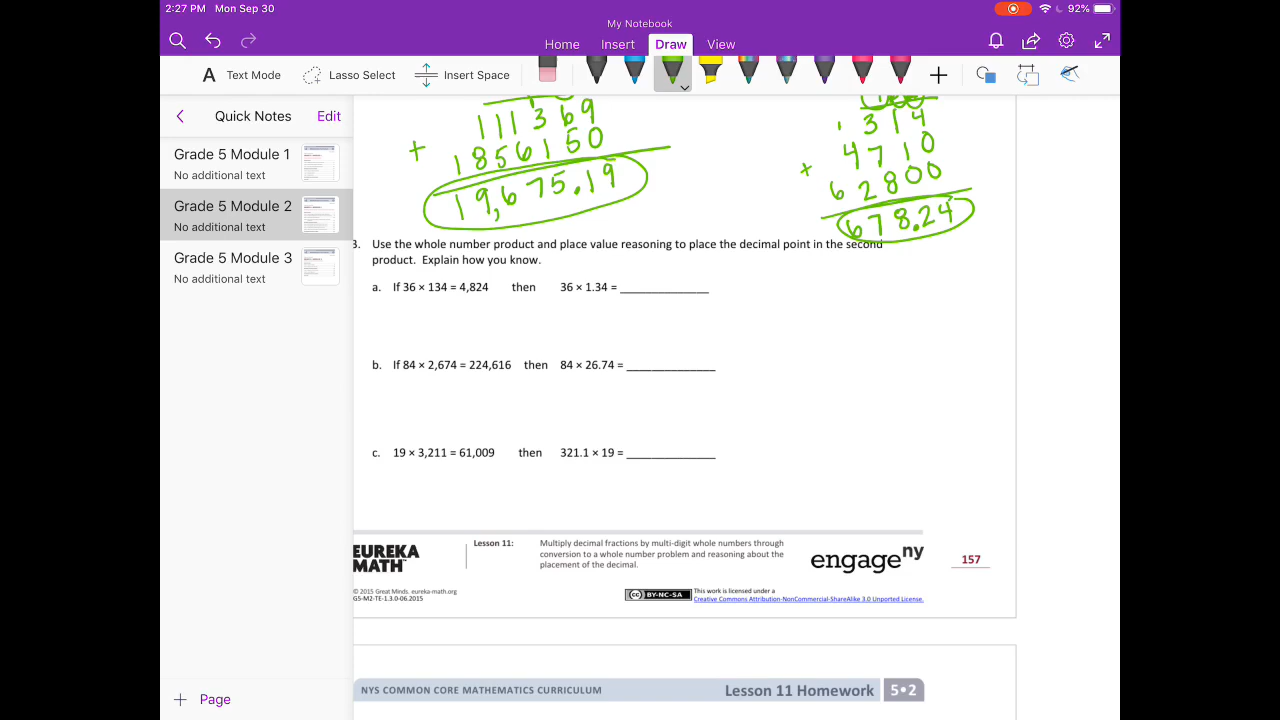 2:27 PM Mon Sep 30
92%
My Notebook
Home Insert Draw View
A Text Mode Lasso Select Insert Space
Quick Notes Edit
Grade 5 Module 1
No additional text
Grade 5 Module 2
No additional text
Grade 5 Module 3
No additional text
+ Page
111369
+ 1856150
19,675.19
1
314
4710
+ 62800
678.24
3. Use the whole number product and place value reasoning to place the decimal point in the second
product. Explain how you know.
a. If 36 × 134 = 4,824 then 36 × 1.34 = ______________
b. If 84 × 2,674 = 224,616 then 84 × 26.74 = ______________
c. 19 × 3,211 = 61,009 then 321.1 × 19 = ______________
EUREKA
MATH™
Lesson 11:
Multiply decimal fractions by multi-digit whole numbers through
conversion to a whole number problem and reasoning about the
placement of the decimal.
engage ny
157
© 2015 Great Minds. eureka-math.org
G5-M2-TE-1.3.0-06.2015
cc BY-NC-SA
This work is licensed under a
Creative Commons Attribution-NonCommercial-ShareAlike 3.0 Unported License.
NYS COMMON CORE MATHEMATICS CURRICULUM
Lesson 11 Homework 5•2